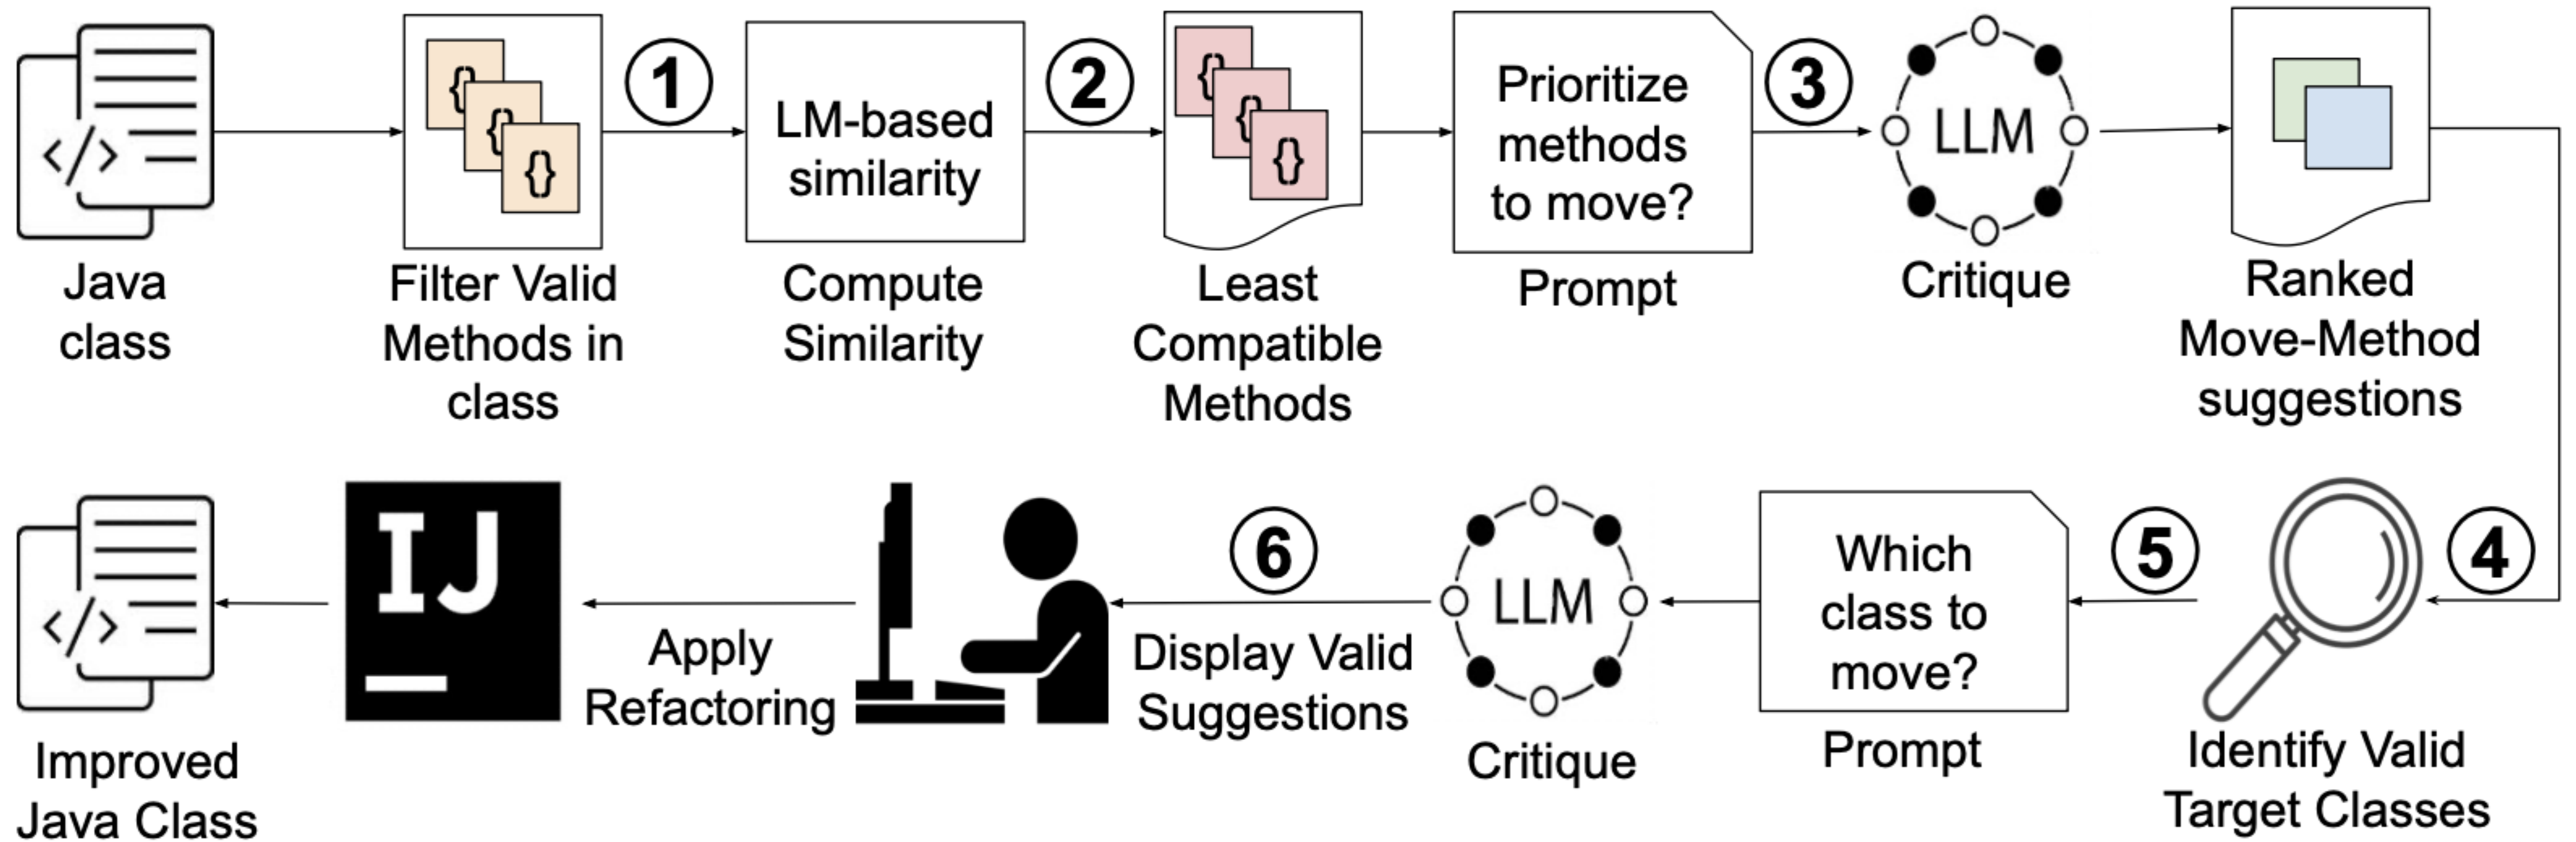 {}
{}
{}
1
LM-based
similarity
2
{}
{}
{}
Prioritize
methods
to move?
3
LLM
</>
Java
class
Filter Valid
Methods in
class
Compute
Similarity
Least
Compatible
Methods
Prompt
Critique
Ranked
Move-Method
suggestions
</>
IJ
Apply
Refactoring
6
Display Valid
Suggestions
LLM
Which
class to
move?
5
4
Improved
Java Class
Critique
Prompt
Identify Valid
Target Classes